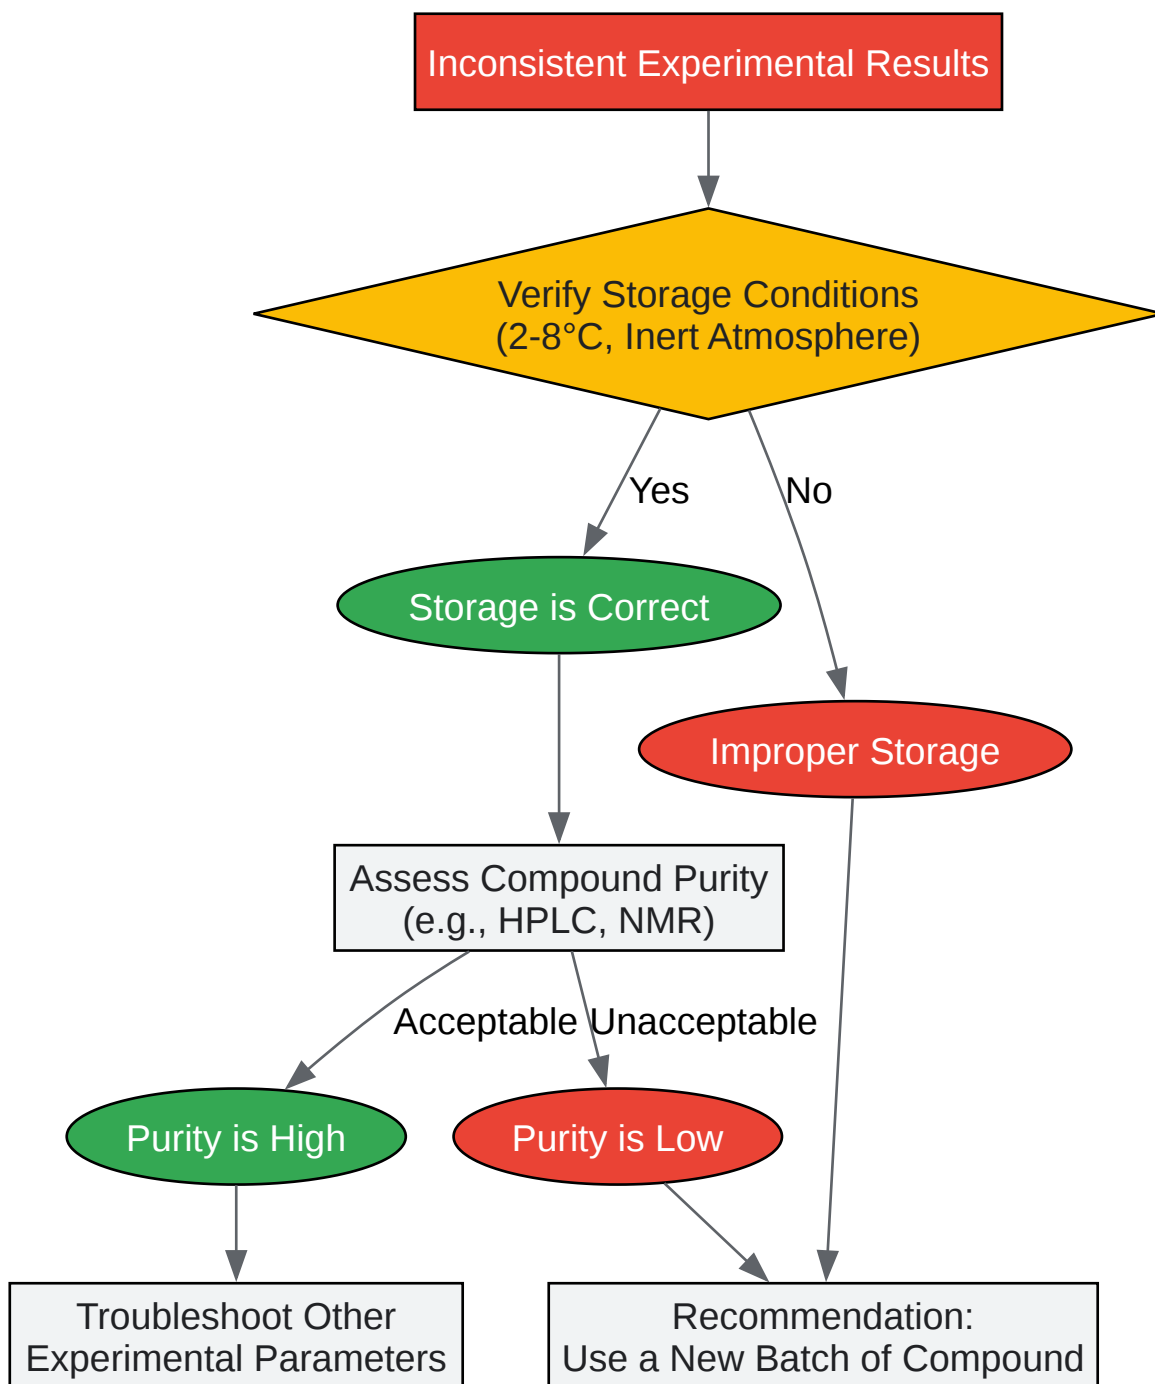 Inconsistent Experimental Results
Verify Storage Conditions
(2-8°C, Inert Atmosphere)
Yes
No
Storage is Correct
Improper Storage
Assess Compound Purity
(e.g., HPLC, NMR)
Acceptable
Unacceptable
Purity is High
Purity is Low
Troubleshoot Other
Experimental Parameters
Recommendation:
Use a New Batch of Compound